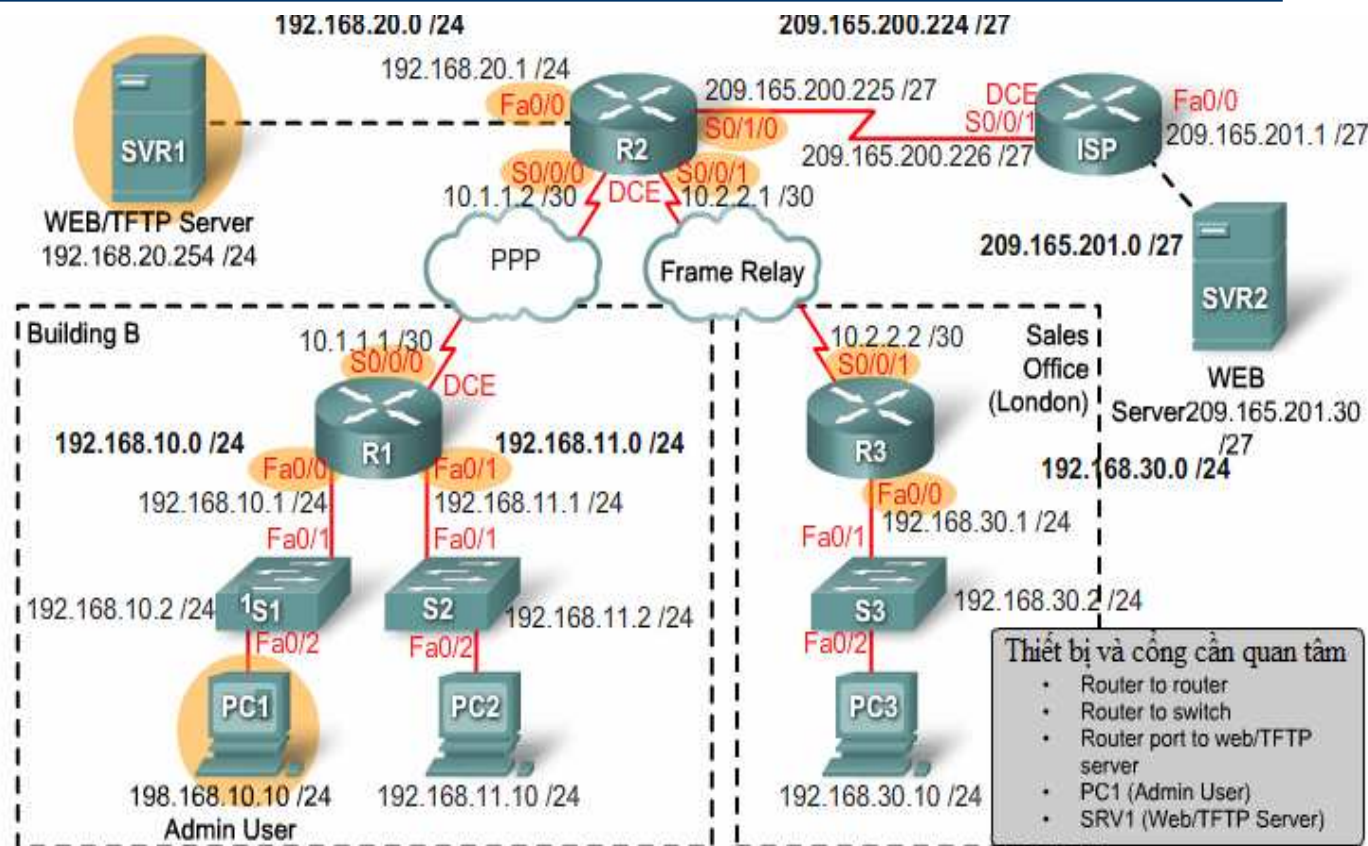 192.168.20.0 /24
209.165.200.224 /27
192.168.20.1 /24
Fa0/0
SVR1
WEB/TFTP Server
192.168.20.254 /24
R2
209.165.200.225 /27
S0/1/0
DCE
S0/0/1
209.165.200.226 /27
ISP
Fa0/0
209.165.201.1 /27
S0/0/0
10.1.1.2 /30
DCE
S0/0/1
10.2.2.1 /30
PPP
Frame Relay
209.165.201.0 /27
SVR2
WEB
Server209.165.201.30
/27
Building B
10.1.1.1 /30
S0/0/0
DCE
R1
192.168.10.0 /24
192.168.11.0 /24
Fa0/0
Fa0/1
192.168.10.1 /24
192.168.11.1 /24
Fa0/1
Fa0/1
192.168.10.2 /24
1S1
S2
192.168.11.2 /24
Fa0/2
Fa0/2
PC1
PC2
198.168.10.10 /24
192.168.11.10 /24
Admin User
10.2.2.2 /30
S0/0/1
Sales
Office
(London)
R3
192.168.30.0 /24
Fa0/0
192.168.30.1 /24
Fa0/1
S3
192.168.30.2 /24
Fa0/2
PC3
192.168.30.10 /24
Thiết bị và cổng cần quan tâm
• Router to router
• Router to switch
• Router port to web/TFTP
server
• PC1 (Admin User)
• SRV1 (Web/TFTP Server)